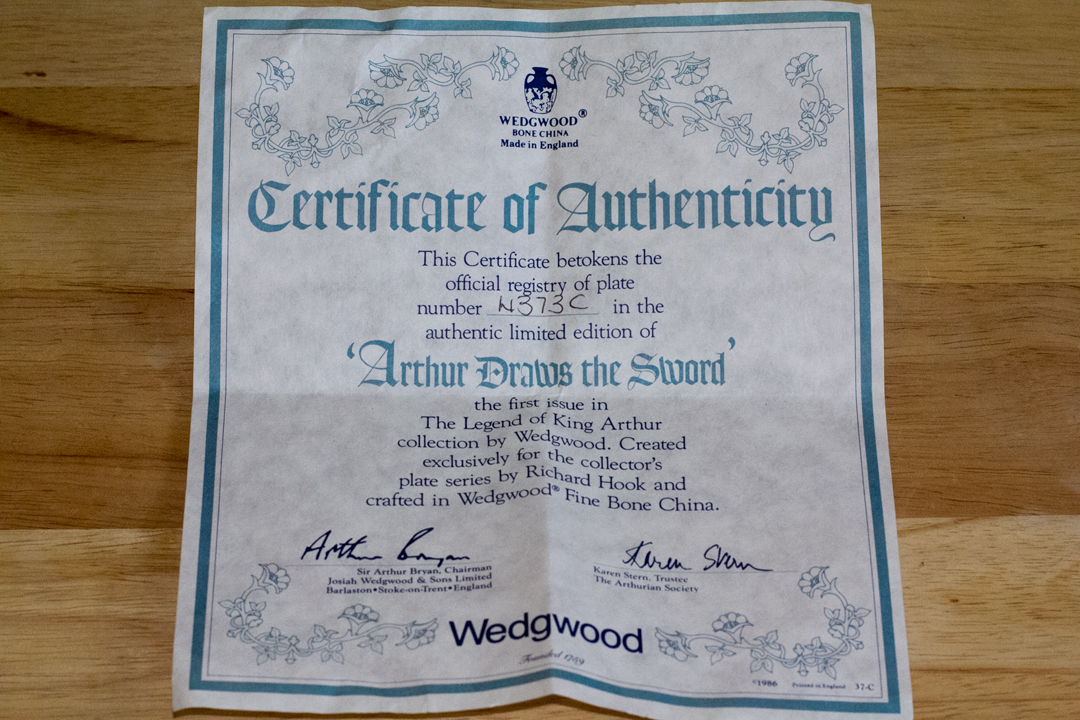 WEDGWOOD®
BONE CHINA
Made in England
Certificate of Authenticity
This Certificate betokens the
official registry of plate
number 4373C in the
authentic limited edition of
'Arthur Draws the Sword'
the first issue in
The Legend of King Arthur
collection by Wedgwood. Created
exclusively for the collector's
plate series by Richard Hook and
crafted in Wedgwood® Fine Bone China.
Arthur Bryan
Sir Arthur Bryan, Chairman
Josiah Wedgwood & Sons Limited
Barlaston•Stoke-on-Trent•England
Karen Stern
Karen Stern, Trustee
The Arthurian Society
Wedgwood
Founded 1759
©1986 Printed in England 37-C